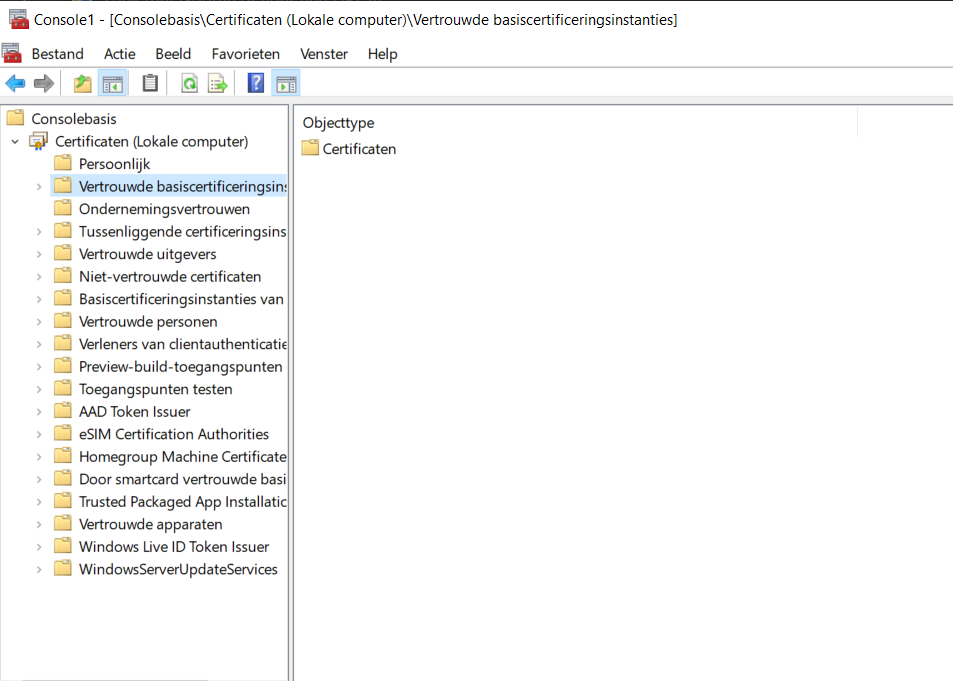 Console1 - [Consolebasis\Certificaten (Lokale computer)\Vertrouwde basiscertificeringsinstanties]
Bestand Actie Beeld Favorieten Venster Help
Consolebasis
Certificaten (Lokale computer)
Persoonlijk
Vertrouwde basiscertificeringsins
Ondernemingsvertrouwen
Tussenliggende certificeringsins
Vertrouwde uitgevers
Niet-vertrouwde certificaten
Basiscertificeringsinstanties van
Vertrouwde personen
Verleners van clientauthenticatie
Preview-build-toegangspunten
Toegangspunten testen
AAD Token Issuer
eSIM Certification Authorities
Homegroup Machine Certificate
Door smartcard vertrouwde basi
Trusted Packaged App Installatic
Vertrouwde apparaten
Windows Live ID Token Issuer
WindowsServerUpdateServices
Objecttype
Certificaten